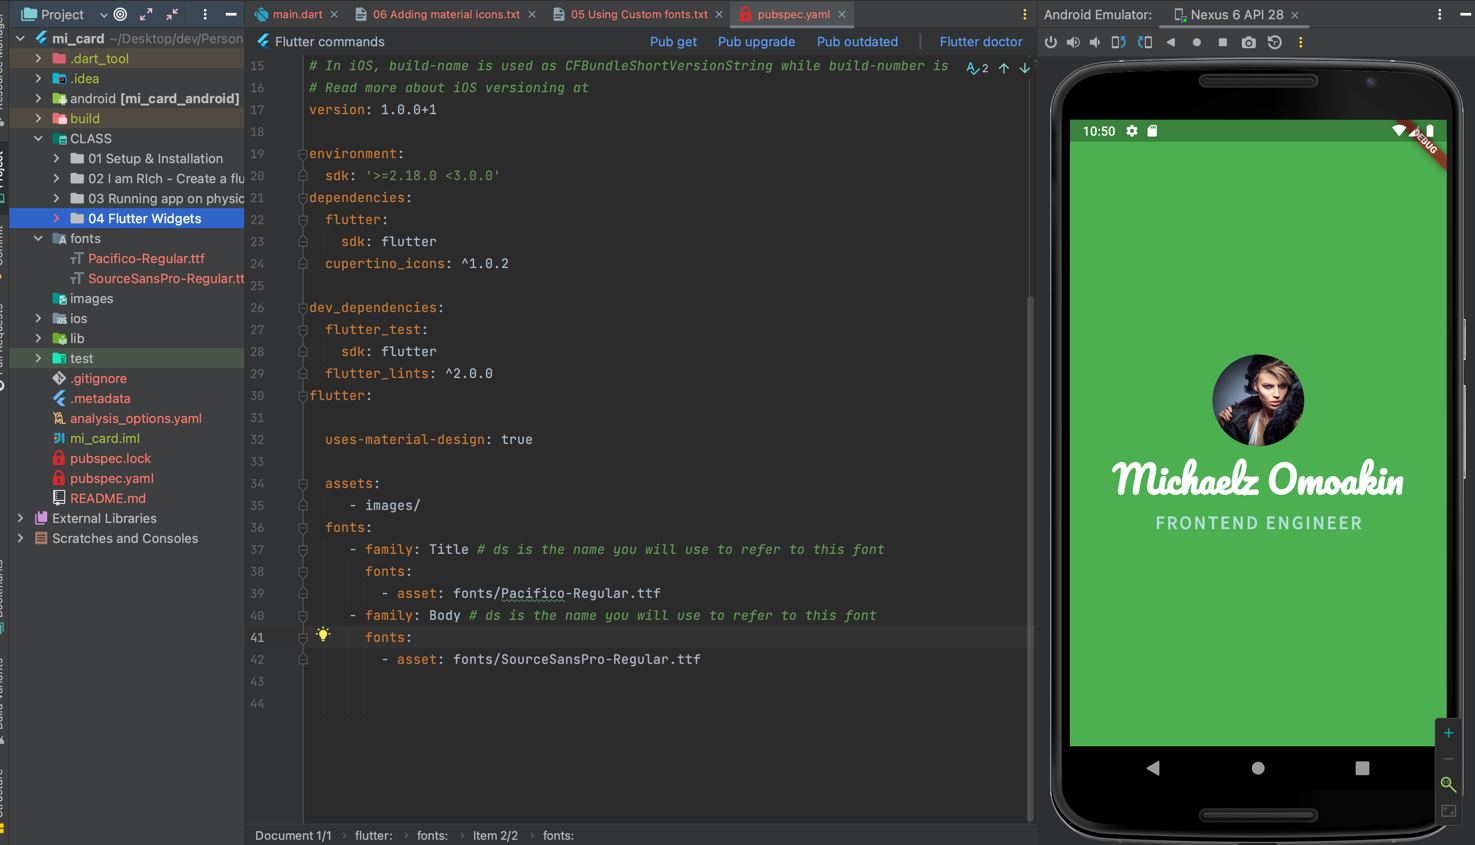 Project
main.dart
06 Adding material icons.txt
05 Using Custom fonts.txt
pubspec.yaml
Android Emulator:
Nexus 6 API 28
mi_card ~/Desktop/dev/Person
.dart_tool
.idea
android [mi_card_android]
build
CLASS
01 Setup & Installation
02 I am RIch - Create a flu
03 Running app on physic
04 Flutter Widgets
fonts
Pacifico-Regular.ttf
SourceSansPro-Regular.tt
images
ios
lib
test
.gitignore
.metadata
analysis_options.yaml
mi_card.iml
pubspec.lock
pubspec.yaml
README.md
External Libraries
Scratches and Consoles
Flutter commands
Pub get
Pub upgrade
Pub outdated
Flutter doctor
2
15 # In iOS, build-name is used as CFBundleShortVersionString while build-number is
16 # Read more about iOS versioning at
17 version: 1.0.0+1
18
19 environment:
20 sdk: '>=2.18.0 <3.0.0'
21 dependencies:
22 flutter:
23 sdk: flutter
24 cupertino_icons: ^1.0.2
25
26 dev_dependencies:
27 flutter_test:
28 sdk: flutter
29 flutter_lints: ^2.0.0
30 flutter:
31
32 uses-material-design: true
33
34 assets:
35 - images/
36 fonts:
37 - family: Title # ds is the name you will use to refer to this font
38 fonts:
39 - asset: fonts/Pacifico-Regular.ttf
40 - family: Body # ds is the name you will use to refer to this font
41 fonts:
42 - asset: fonts/SourceSansPro-Regular.ttf
43
44
Document 1/1 › flutter: › fonts: › Item 2/2 › fonts:
10:50
DEBUG
Michaelz Omoakin
FRONTEND ENGINEER